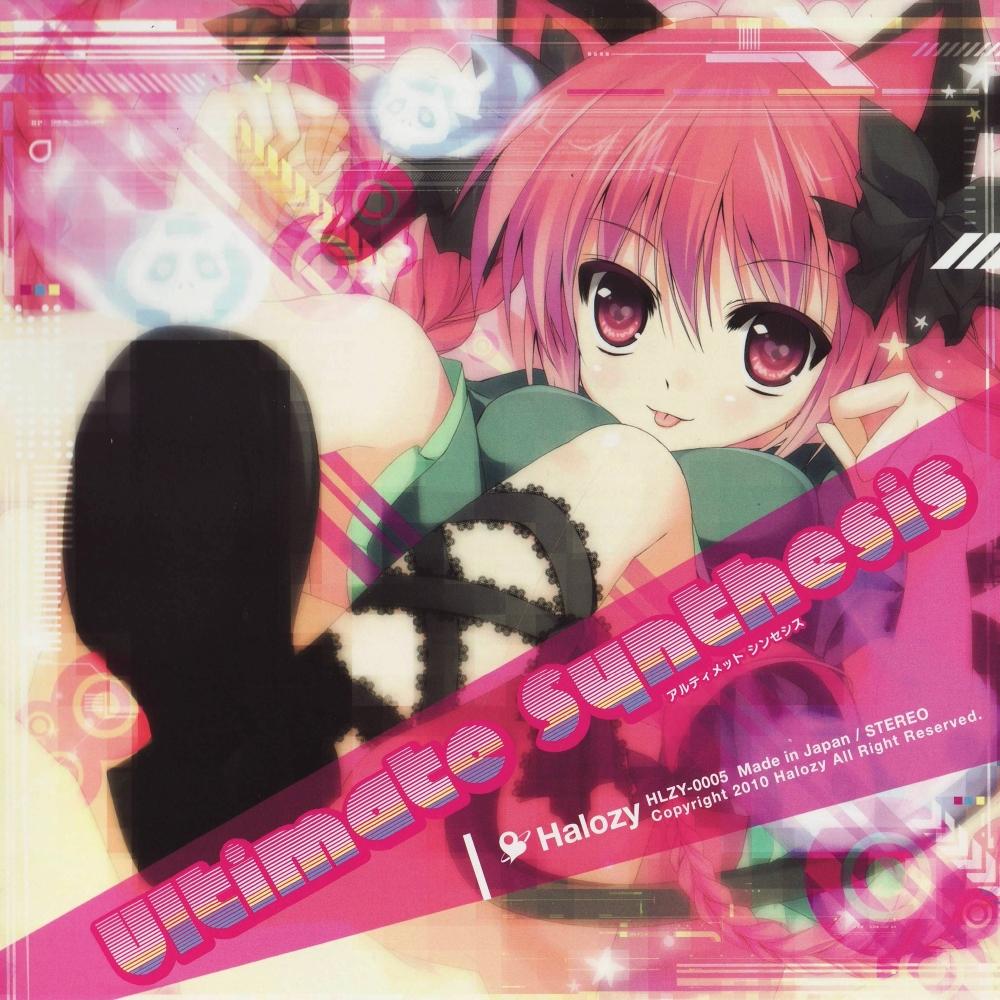 ultimate synthesis
アルティメット シンセシス
Halozy
HLZY-0005 Made in Japan / STEREO
Copyright 2010 Halozy All Right Reserved.